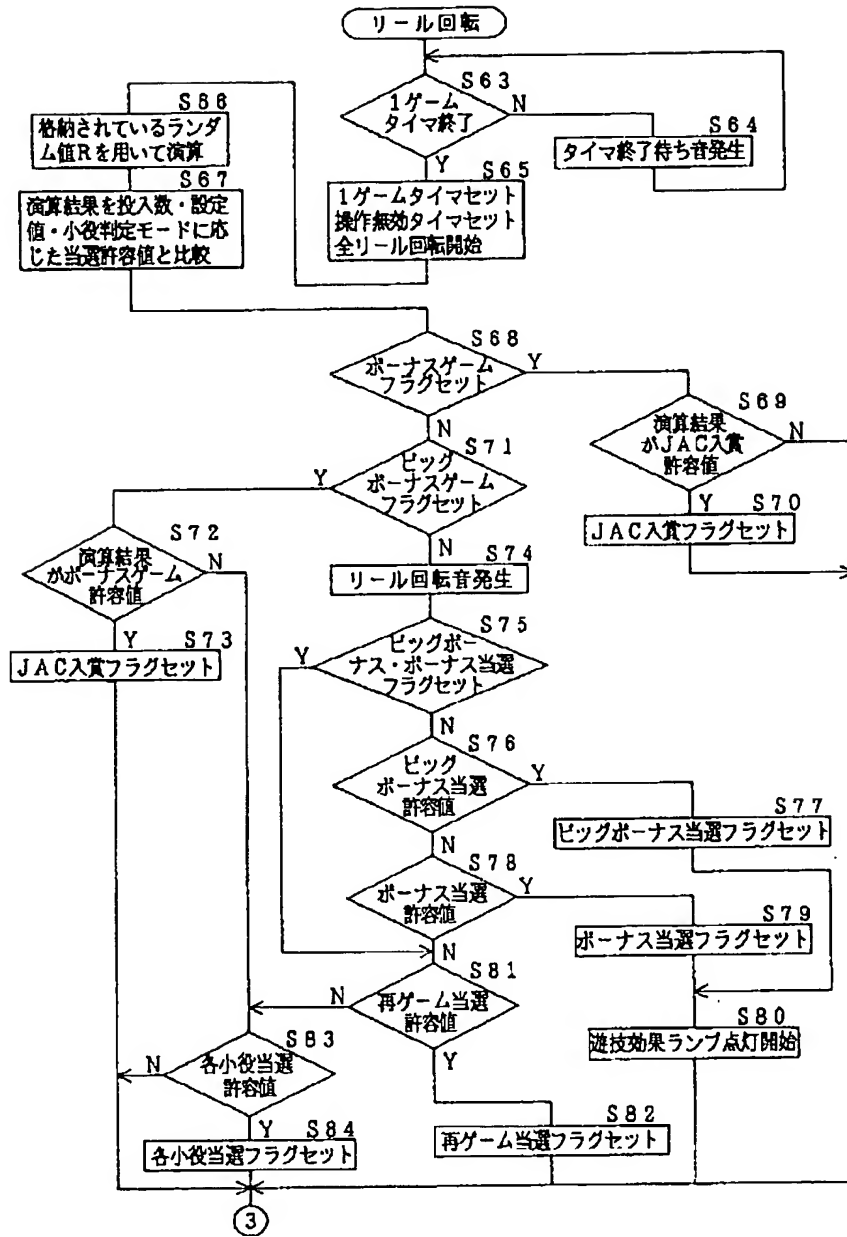 リール回転
S63
1ゲーム
タイマ終了
N
Y
S64
タイマ終了待ち音発生
S65
1ゲームタイマセット
操作無効タイマセット
全リール回転開始
S66
格納されているランダ
ム値Rを用いて演算
S67
演算結果を投入数・設定
値・小役判定モードに応
じた当選許容値と比較
S68
ボーナスゲーム
フラグセット
Y
N
S69
演算結果
がJAC入賞
許容値
N
Y
S70
JAC入賞フラグセット
S71
ビッグ
ボーナスゲーム
フラグセット
Y
N
S72
演算結果
がボーナスゲーム
許容値
N
Y
S73
JAC入賞フラグセット
S74
リール回転音発生
S75
ビッグボー
ナス・ボーナス当選
フラグセット
Y
N
S76
ビッグ
ボーナス当選
許容値
Y
N
S77
ビッグボーナス当選フラグセット
S78
ボーナス当選
許容値
Y
N
S79
ボーナス当選フラグセット
S80
遊技効果ランプ点灯開始
S81
再ゲーム当選
許容値
N
Y
S82
再ゲーム当選フラグセット
S83
各小役当選
許容値
N
Y
S84
各小役当選フラグセット
3